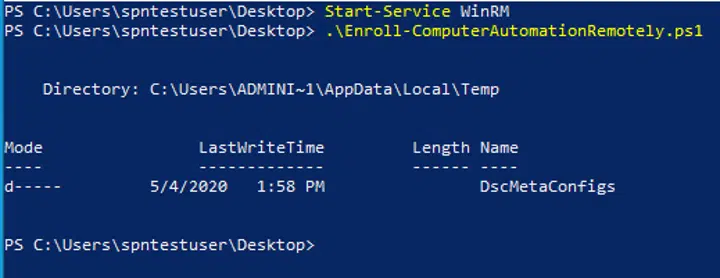 PS C:\Users\spntestuser\Desktop> Start-Service WinRM
PS C:\Users\spntestuser\Desktop> .\Enroll-ComputerAutomationRemotely.ps1
Directory: C:\Users\ADMINI~1\AppData\Local\Temp
Mode LastWriteTime Length Name
---- ------------- ------ ----
d----- 5/4/2020 1:58 PM DscMetaConfigs
PS C:\Users\spntestuser\Desktop>